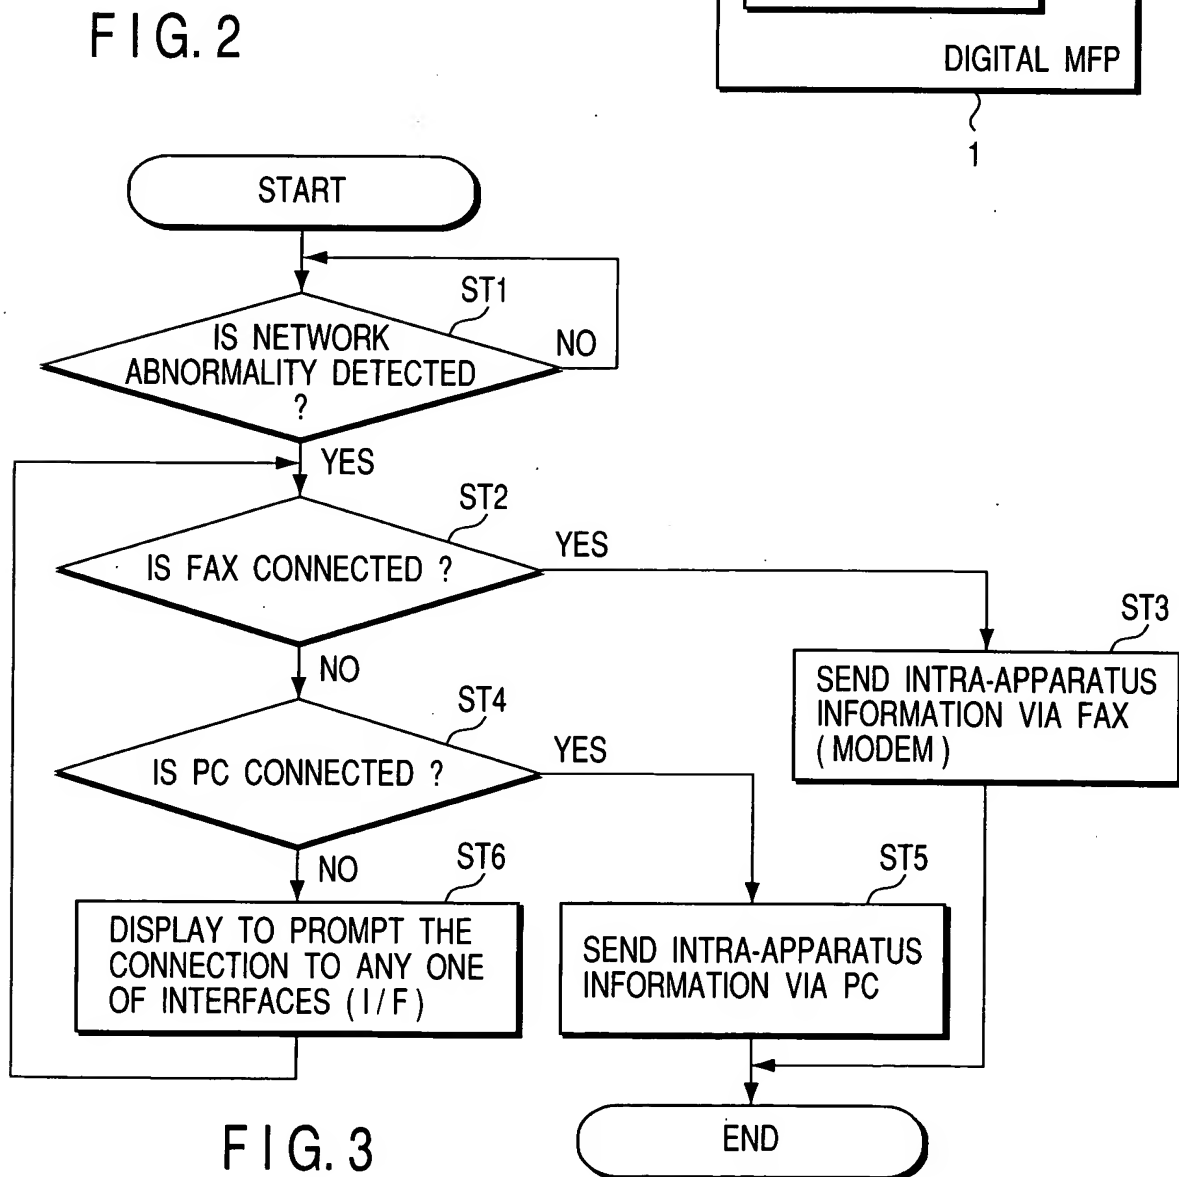 FIG. 2
DIGITAL MFP
1
START
ST1
IS NETWORK
ABNORMALITY DETECTED
?
NO
YES
ST2
IS FAX CONNECTED ?
YES
ST3
SEND INTRA-APPARATUS
INFORMATION VIA FAX
(MODEM)
NO
ST4
IS PC CONNECTED ?
YES
NO
ST6
DISPLAY TO PROMPT THE
CONNECTION TO ANY ONE
OF INTERFACES (I/F)
ST5
SEND INTRA-APPARATUS
INFORMATION VIA PC
END
FIG. 3